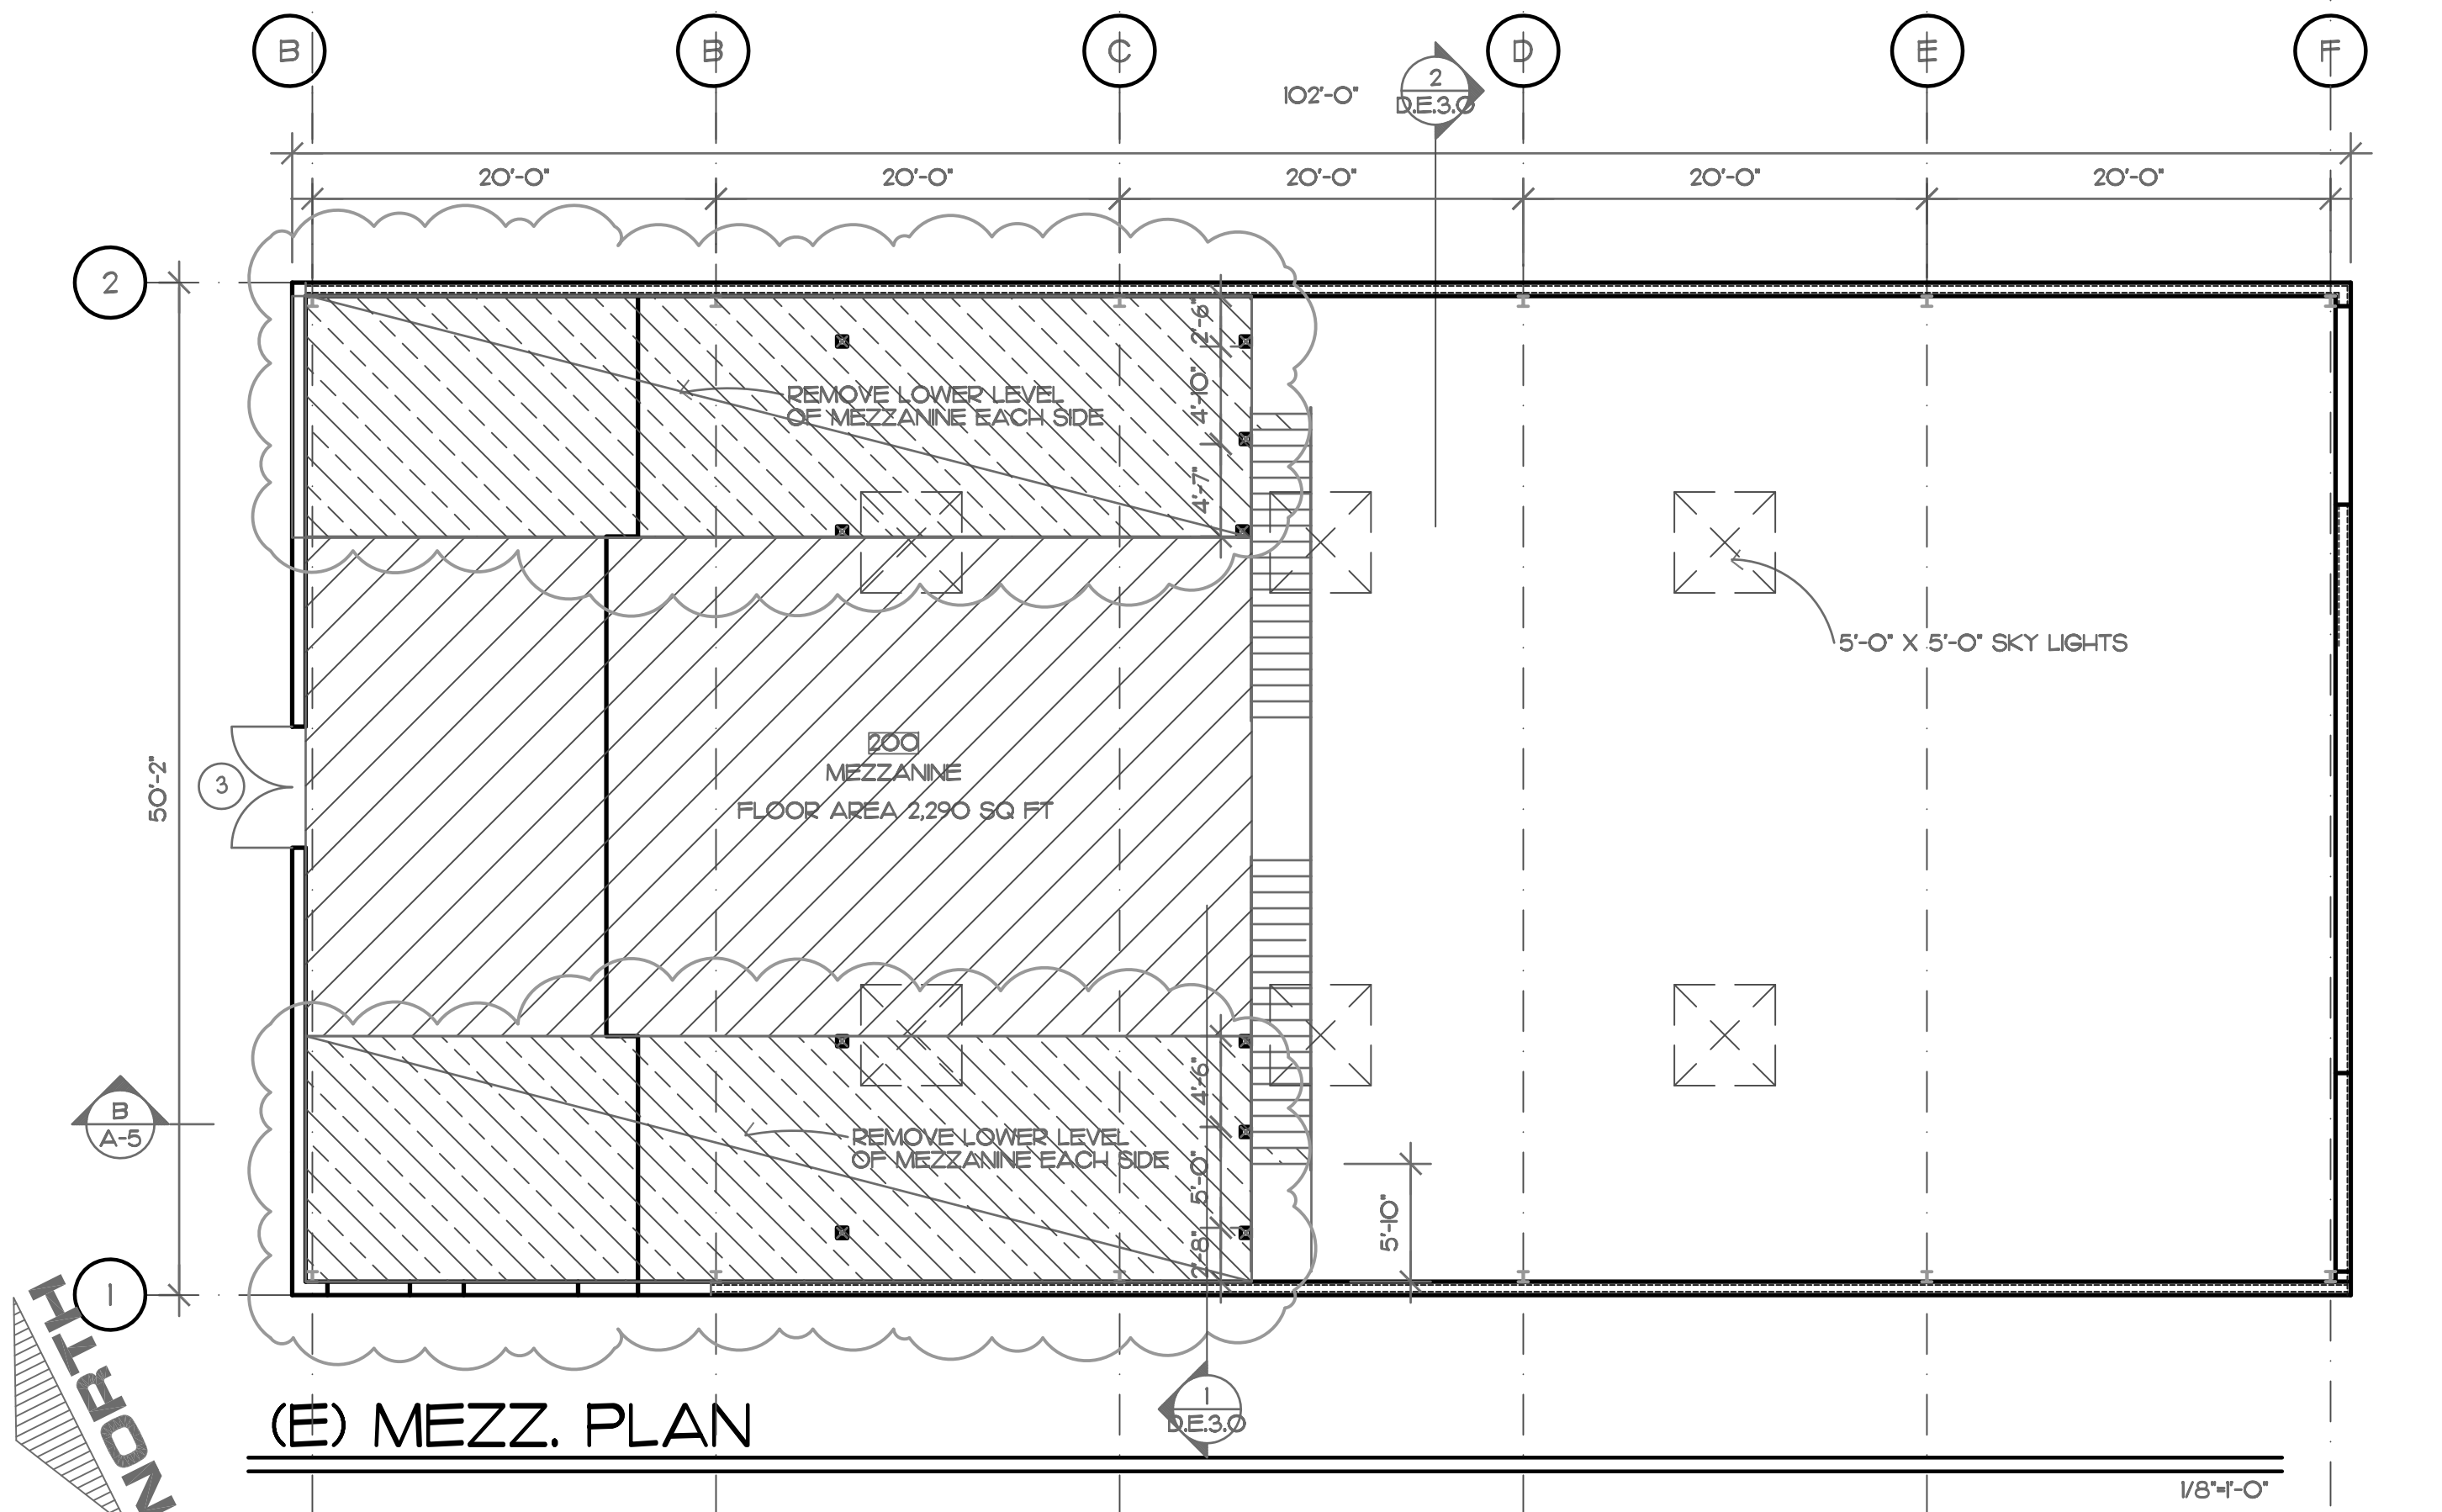 B B C D E F
102'-0"
2
D.E.3.0
20'-0" 20'-0" 20'-0" 20'-0" 20'-0"
2
2'-6"
REMOVE LOWER LEVEL
OF MEZZANINE EACH SIDE
4'-10"
4'-7"
5'-0" X 5'-0" SKY LIGHTS
50'-2"
3
200
MEZZANINE
FLOOR AREA 2,290 SQ FT
4'-6"
B
A-5
REMOVE LOWER LEVEL
OF MEZZANINE EACH SIDE
5'-0"
5'-10"
2'-8"
1
NORTH
1
D.E.3.0
(E) MEZZ. PLAN
1/8"=1'-0"